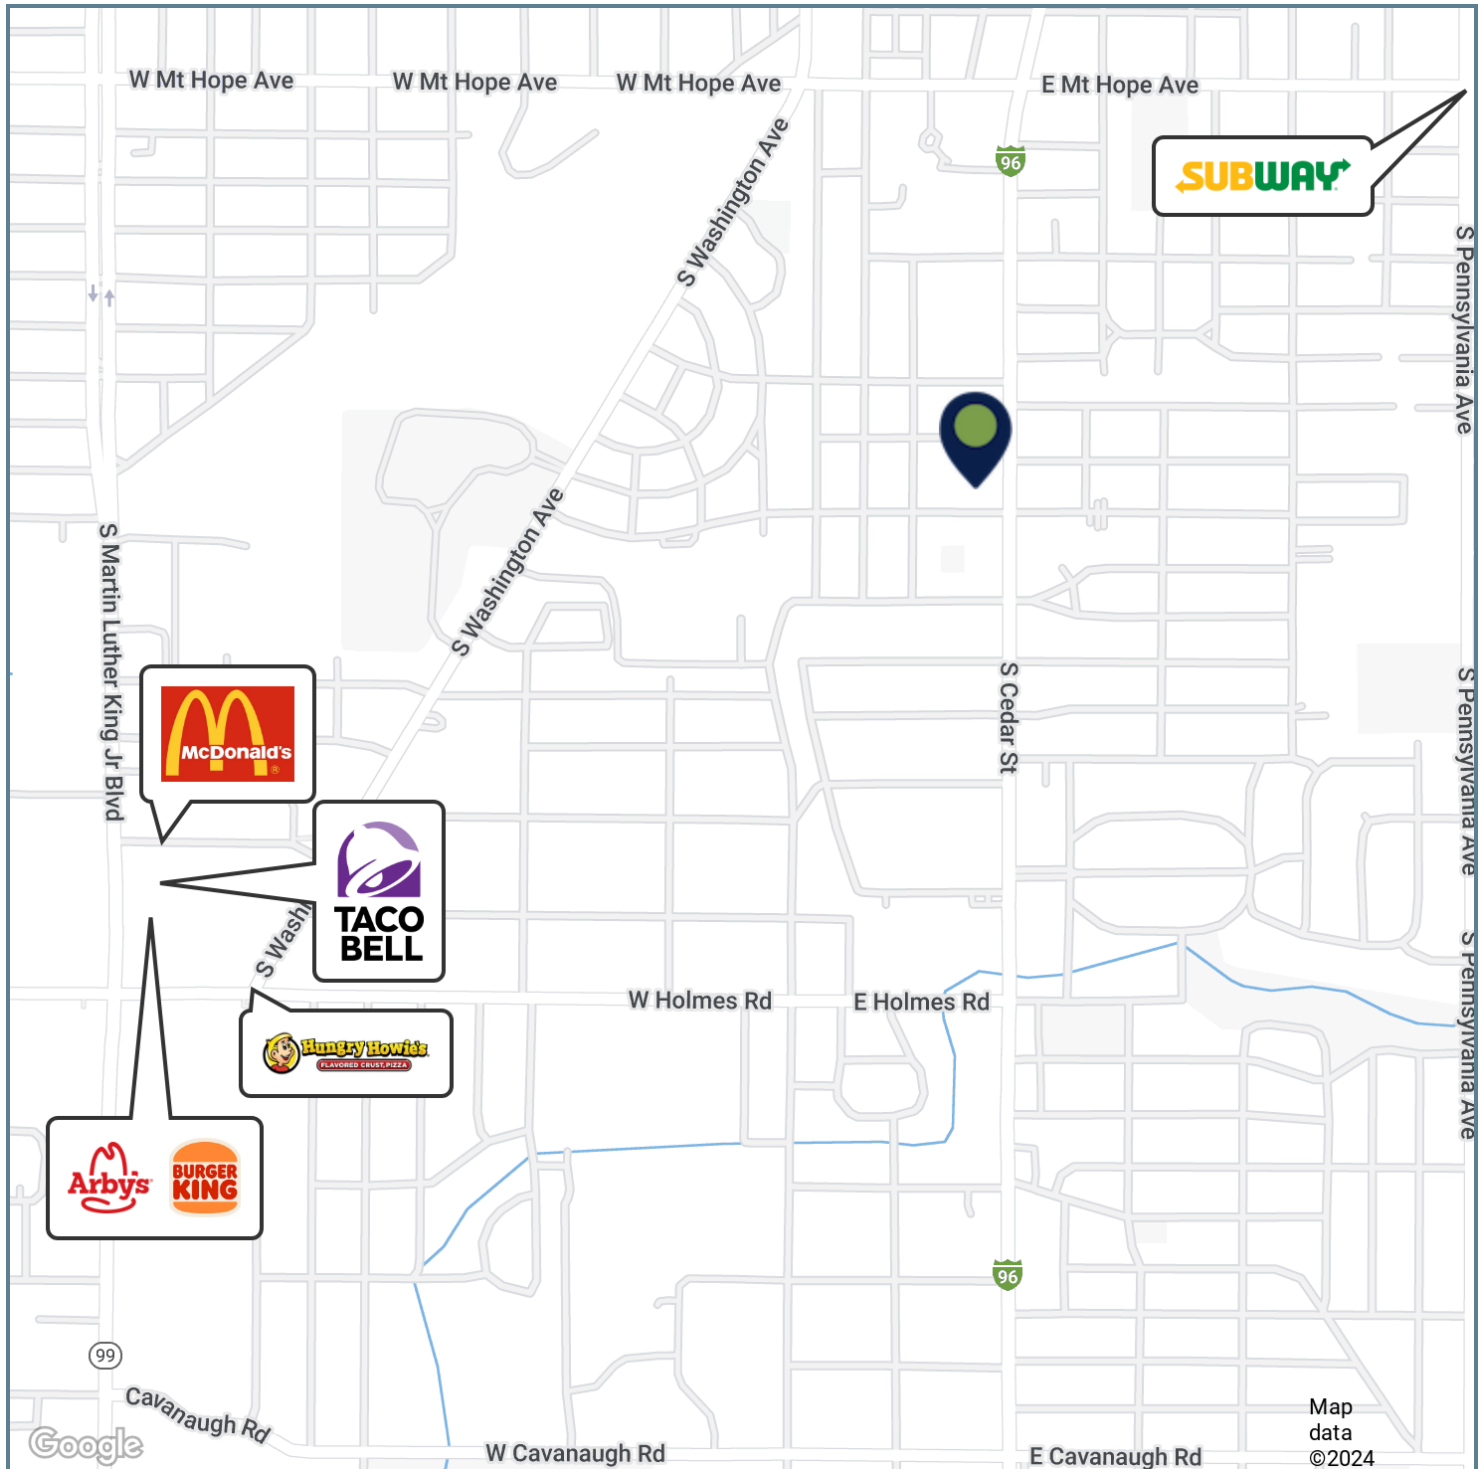 W Mt Hope Ave
W Mt Hope Ave
W Mt Hope Ave
E Mt Hope Ave
96
SUBWAY
S Washington Ave
S Pennsylvania Ave
S Washington Ave
S Martin Luther King Jr Blvd
S Cedar St
S Pennsylvania Ave
McDonald's
®
TACO
BELL
S Washi
S Pennsylvania Ave
W Holmes Rd
E Holmes Rd
Hungry Howie's
FLAVORED CRUST PIZZA
Arby's
BURGER
KING
96
99
Cavanaugh Rd
Google
W Cavanaugh Rd
E Cavanaugh Rd
Map
data
©2024